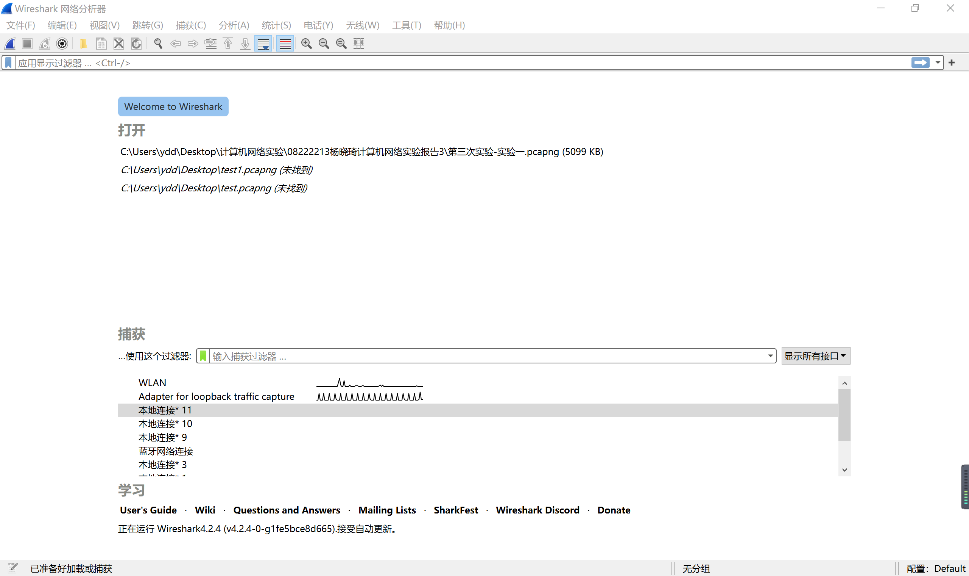 Wireshark 网络分析器
文件(F) 编辑(E) 视图(V) 跳转(G) 捕获(C) 分析(A) 统计(S) 电话(Y) 无线(W) 工具(T) 帮助(H)
应用显示过滤器 … <Ctrl-/>
Welcome to Wireshark
打开
C:\Users\ydd\Desktop\计算机网络实验\08222213杨晓琦计算机网络实验报告3\第三次实验-实验一.pcapng (5099 KB)
C:\Users\ydd\Desktop\test1.pcapng (未找到)
C:\Users\ydd\Desktop\test.pcapng (未找到)
捕获
…使用这个过滤器: 输入捕获过滤器 … 显示所有接口
WLAN
Adapter for loopback traffic capture
本地连接* 11
本地连接* 10
本地连接* 9
蓝牙网络连接
本地连接* 3
学习
User's Guide · Wiki · Questions and Answers · Mailing Lists · SharkFest · Wireshark Discord · Donate
正在运行 Wireshark4.2.4 (v4.2.4-0-g1fe5bce8d665).接受自动更新。
已准备好加载或捕获 无分组 配置: Default